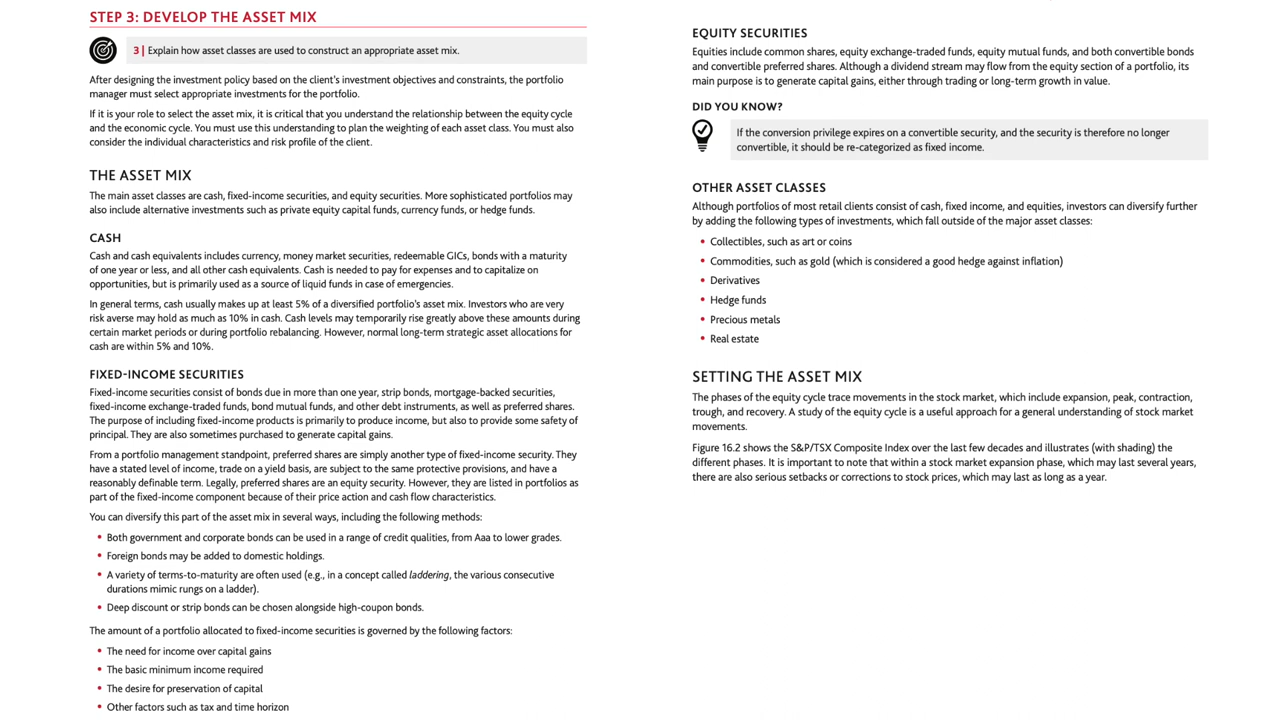 STEP 3: DEVELOP THE ASSET MIX
3 | Explain how asset classes are used to construct an appropriate asset mix.
After designing the investment policy based on the client's investment objectives and constraints, the portfolio
manager must select appropriate investments for the portfolio.
If it is your role to select the asset mix, it is critical that you understand the relationship between the equity cycle
and the economic cycle. You must use this understanding to plan the weighting of each asset class. You must also
consider the individual characteristics and risk profile of the client.
THE ASSET MIX
The main asset classes are cash, fixed-income securities, and equity securities. More sophisticated portfolios may
also include alternative investments such as private equity capital funds, currency funds, or hedge funds.
CASH
Cash and cash equivalents includes currency, money market securities, redeemable GICs, bonds with a maturity
of one year or less, and all other cash equivalents. Cash is needed to pay for expenses and to capitalize on
opportunities, but is primarily used as a source of liquid funds in case of emergencies.
In general terms, cash usually makes up at least 5% of a diversified portfolio's asset mix. Investors who are very
risk averse may hold as much as 10% in cash. Cash levels may temporarily rise greatly above these amounts during
certain market periods or during portfolio rebalancing. However, normal long-term strategic asset allocations for
cash are within 5% and 10%.
FIXED-INCOME SECURITIES
Fixed-income securities consist of bonds due in more than one year, strip bonds, mortgage-backed securities,
fixed-income exchange-traded funds, bond mutual funds, and other debt instruments, as well as preferred shares.
The purpose of including fixed-income products is primarily to produce income, but also to provide some safety of
principal. They are also sometimes purchased to generate capital gains.
From a portfolio management standpoint, preferred shares are simply another type of fixed-income security. They
have a stated level of income, trade on a yield basis, are subject to the same protective provisions, and have a
reasonably definable term. Legally, preferred shares are an equity security. However, they are listed in portfolios as
part of the fixed-income component because of their price action and cash flow characteristics.
You can diversify this part of the asset mix in several ways, including the following methods:
• Both government and corporate bonds can be used in a range of credit qualities, from Aaa to lower grades.
• Foreign bonds may be added to domestic holdings.
• A variety of terms-to-maturity are often used (e.g., in a concept called laddering, the various consecutive
durations mimic rungs on a ladder).
• Deep discount or strip bonds can be chosen alongside high-coupon bonds.
The amount of a portfolio allocated to fixed-income securities is governed by the following factors:
• The need for income over capital gains
• The basic minimum income required
• The desire for preservation of capital
• Other factors such as tax and time horizon
EQUITY SECURITIES
Equities include common shares, equity exchange-traded funds, equity mutual funds, and both convertible bonds
and convertible preferred shares. Although a dividend stream may flow from the equity section of a portfolio, its
main purpose is to generate capital gains, either through trading or long-term growth in value.
DID YOU KNOW?
If the conversion privilege expires on a convertible security, and the security is therefore no longer
convertible, it should be re-categorized as fixed income.
OTHER ASSET CLASSES
Although portfolios of most retail clients consist of cash, fixed income, and equities, investors can diversify further
by adding the following types of investments, which fall outside of the major asset classes:
• Collectibles, such as art or coins
• Commodities, such as gold (which is considered a good hedge against inflation)
• Derivatives
• Hedge funds
• Precious metals
• Real estate
SETTING THE ASSET MIX
The phases of the equity cycle trace movements in the stock market, which include expansion, peak, contraction,
trough, and recovery. A study of the equity cycle is a useful approach for a general understanding of stock market
movements.
Figure 16.2 shows the S&P/TSX Composite Index over the last few decades and illustrates (with shading) the
different phases. It is important to note that within a stock market expansion phase, which may last several years,
there are also serious setbacks or corrections to stock prices, which may last as long as a year.